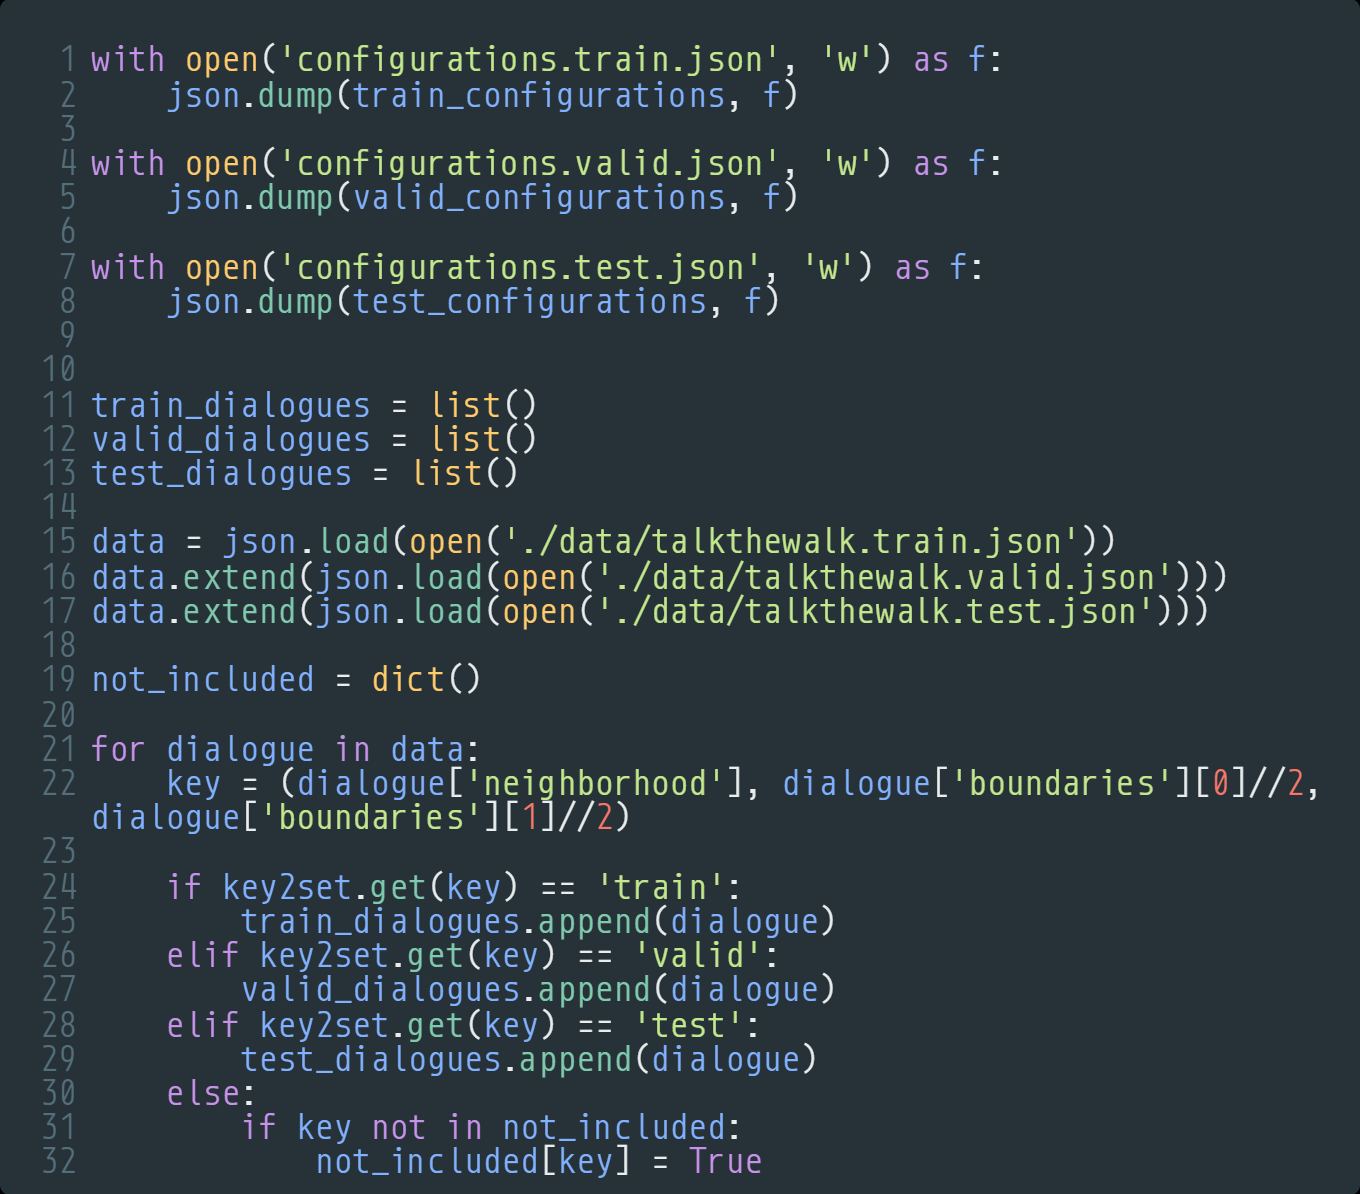 1 with open('configurations.train.json', 'w') as f:
2     json.dump(train_configurations, f)
3
4 with open('configurations.valid.json', 'w') as f:
5     json.dump(valid_configurations, f)
6
7 with open('configurations.test.json', 'w') as f:
8     json.dump(test_configurations, f)
9
10
11 train_dialogues = list()
12 valid_dialogues = list()
13 test_dialogues = list()
14
15 data = json.load(open('./data/talkthewalk.train.json'))
16 data.extend(json.load(open('./data/talkthewalk.valid.json')))
17 data.extend(json.load(open('./data/talkthewalk.test.json')))
18
19 not_included = dict()
20
21 for dialogue in data:
22     key = (dialogue['neighborhood'], dialogue['boundaries'][0]//2,
dialogue['boundaries'][1]//2)
23
24     if key2set.get(key) == 'train':
25         train_dialogues.append(dialogue)
26     elif key2set.get(key) == 'valid':
27         valid_dialogues.append(dialogue)
28     elif key2set.get(key) == 'test':
29         test_dialogues.append(dialogue)
30     else:
31         if key not in not_included:
32             not_included[key] = True